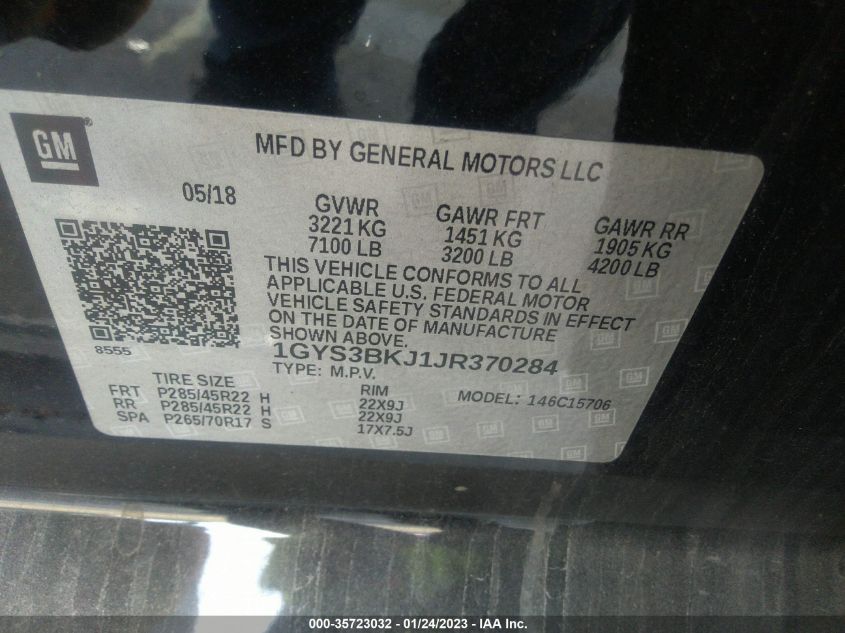 GM
®
MFD BY GENERAL MOTORS LLC
05/18
GVWR
3221 KG
7100 LB
GAWR FRT
1451 KG
3200 LB
GAWR RR
1905 KG
4200 LB
THIS VEHICLE CONFORMS TO ALL
APPLICABLE U.S. FEDERAL MOTOR
VEHICLE SAFETY STANDARDS IN EFFECT
ON THE DATE OF MANUFACTURE
SHOWN ABOVE.
8555
1GYS3BKJ1JR370284
TYPE: M.P.V.
MODEL: 146C15706
TIRE SIZE RIM
FRT P285/45R22 H 22X9J
RR P285/45R22 H 22X9J
SPA P265/70R17 S 17X7.5J
000-35723032 — 01/24/2023 - IAA Inc.